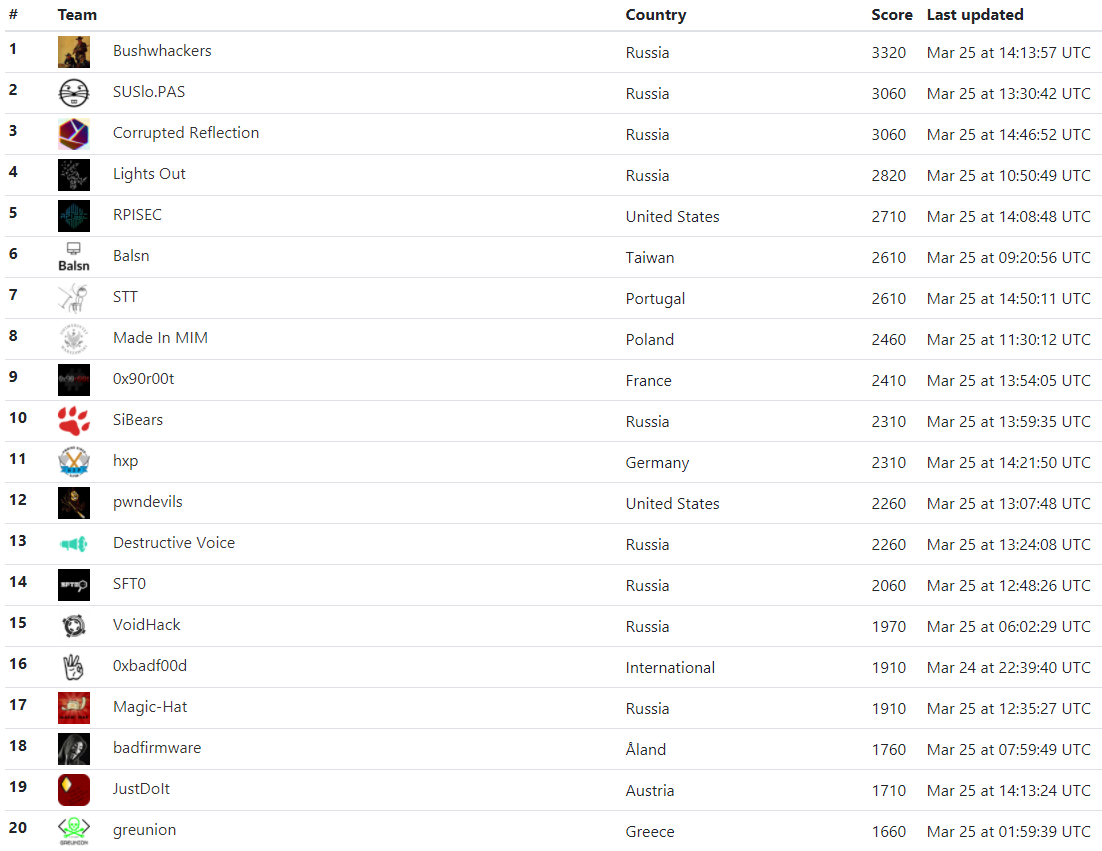 # Team Country Score Last updated
1 Bushwhackers Russia 3320 Mar 25 at 14:13:57 UTC
2 SUSlo.PAS Russia 3060 Mar 25 at 13:30:42 UTC
3 Corrupted Reflection Russia 3060 Mar 25 at 14:46:52 UTC
4 Lights Out Russia 2820 Mar 25 at 10:50:49 UTC
5 RPISEC United States 2710 Mar 25 at 14:08:48 UTC
6 Balsn Balsn Taiwan 2610 Mar 25 at 09:20:56 UTC
7 STT Portugal 2610 Mar 25 at 14:50:11 UTC
8 Made In MIM Poland 2460 Mar 25 at 11:30:12 UTC
9 0x90r00t France 2410 Mar 25 at 13:54:05 UTC
10 SiBears Russia 2310 Mar 25 at 13:59:35 UTC
11 hxp Germany 2310 Mar 25 at 14:21:50 UTC
12 pwndevils United States 2260 Mar 25 at 13:07:48 UTC
13 Destructive Voice Russia 2260 Mar 25 at 13:24:08 UTC
14 SFT0 Russia 2060 Mar 25 at 12:48:26 UTC
15 VoidHack Russia 1970 Mar 25 at 06:02:29 UTC
16 0xbadf00d International 1910 Mar 24 at 22:39:40 UTC
17 Magic-Hat Russia 1910 Mar 25 at 12:35:27 UTC
18 badfirmware Åland 1760 Mar 25 at 07:59:49 UTC
19 JustDoIt Austria 1710 Mar 25 at 14:13:24 UTC
20 GREUNION greunion Greece 1660 Mar 25 at 01:59:39 UTC